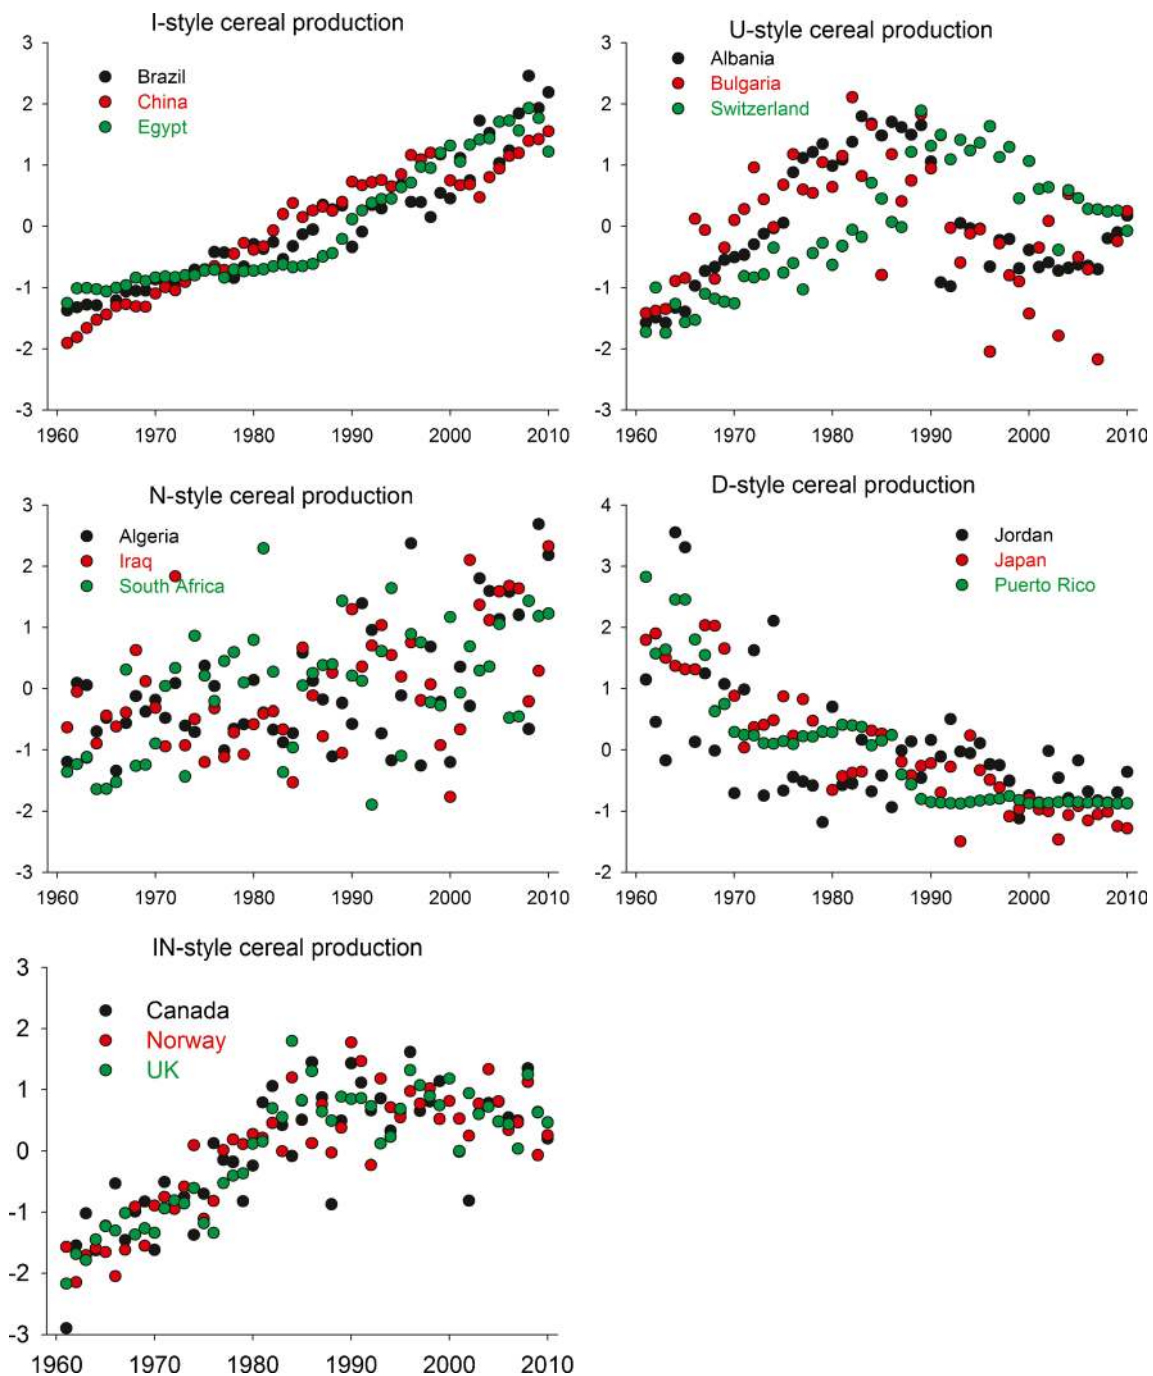 I-style cereal production
3
2
1
0
-1
-2
-3
Brazil
China
Egypt
1960 1970 1980 1990 2000 2010
U-style cereal production
3
2
1
0
-1
-2
-3
Albania
Bulgaria
Switzerland
1960 1970 1980 1990 2000 2010
N-style cereal production
3
2
1
0
-1
-2
-3
Algeria
Iraq
South Africa
1960 1970 1980 1990 2000 2010
D-style cereal production
4
3
2
1
0
-1
-2
Jordan
Japan
Puerto Rico
1960 1970 1980 1990 2000 2010
IN-style cereal production
3
2
1
0
-1
-2
-3
Canada
Norway
UK
1960 1970 1980 1990 2000 2010